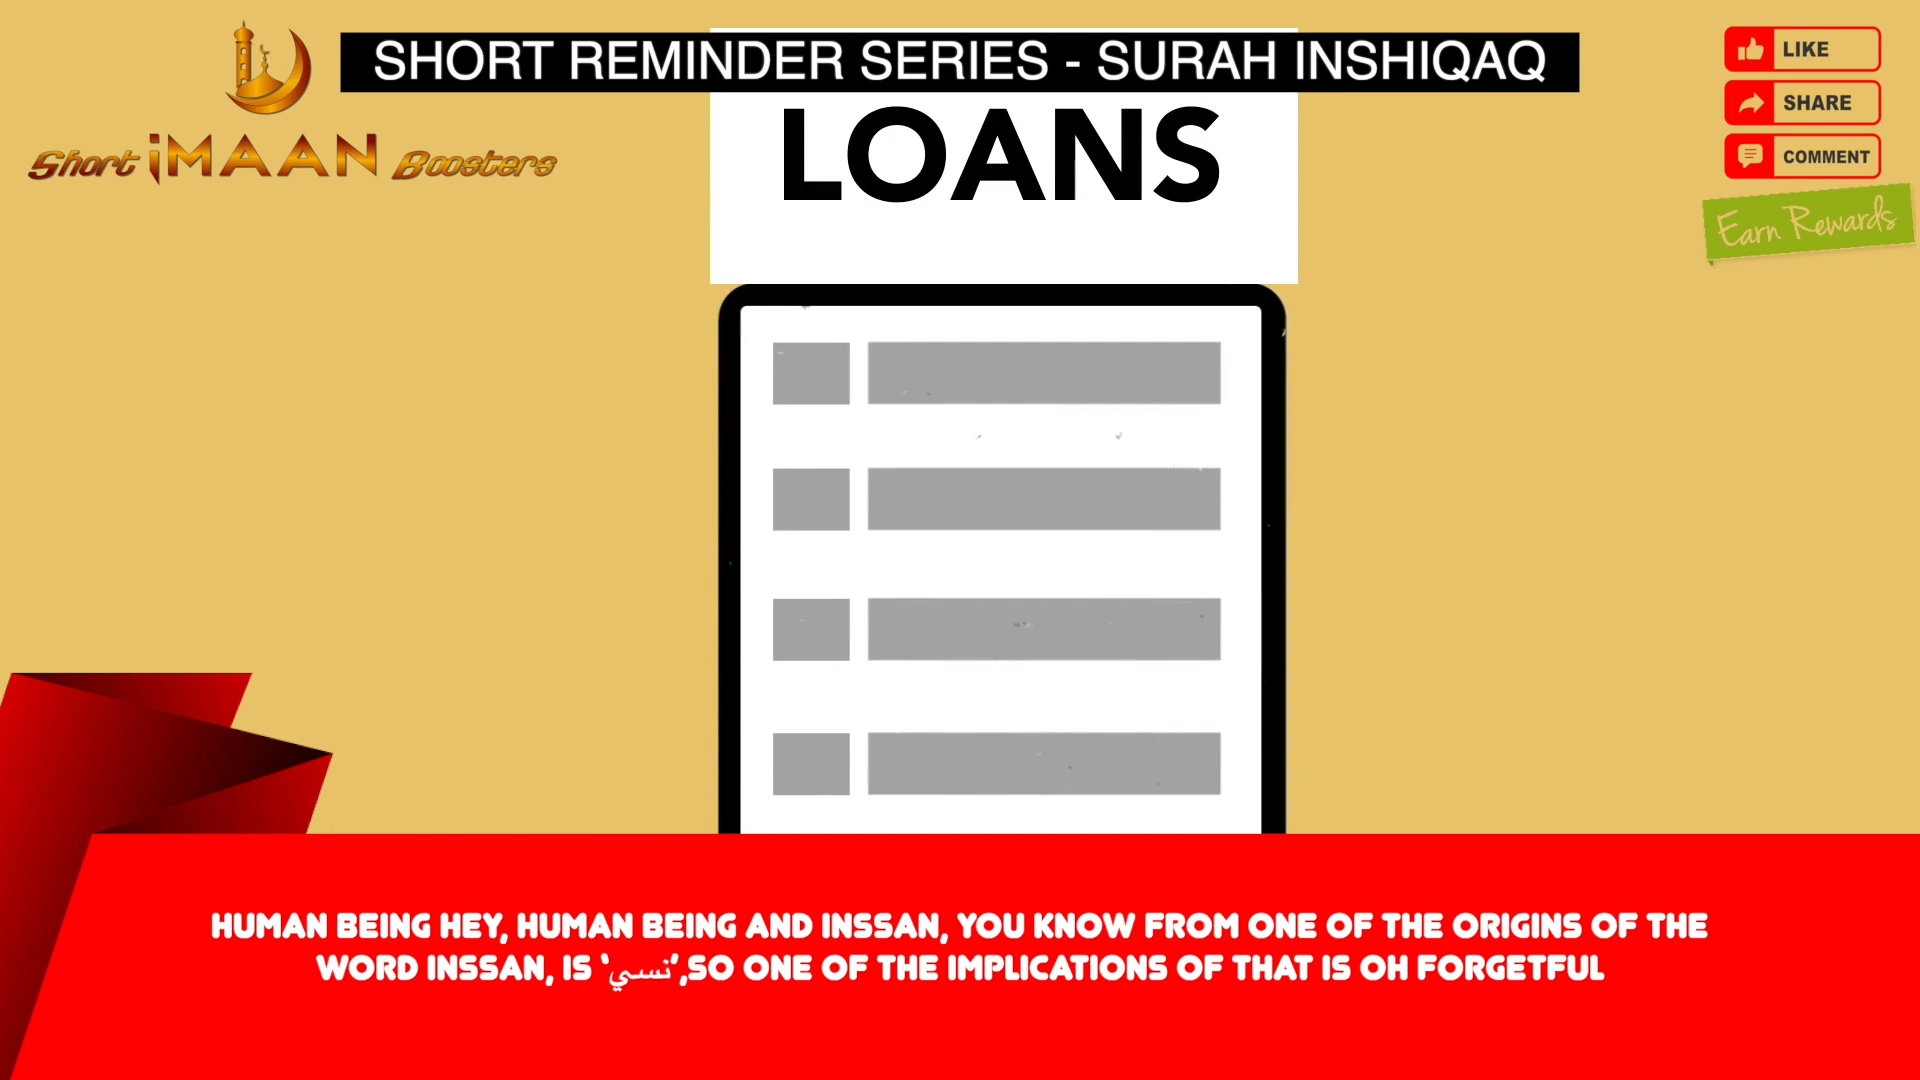 SHORT REMINDER SERIES - SURAH INSHIQAQ
Short iMAAN Boosters
LIKE
SHARE
COMMENT
Earn Rewards
LOANS
HUMAN BEING HEY, HUMAN BEING AND INSSAN, YOU KNOW FROM ONE OF THE ORIGINS OF THE
WORD INSSAN, IS ‘نسي’,SO ONE OF THE IMPLICATIONS OF THAT IS OH FORGETFUL